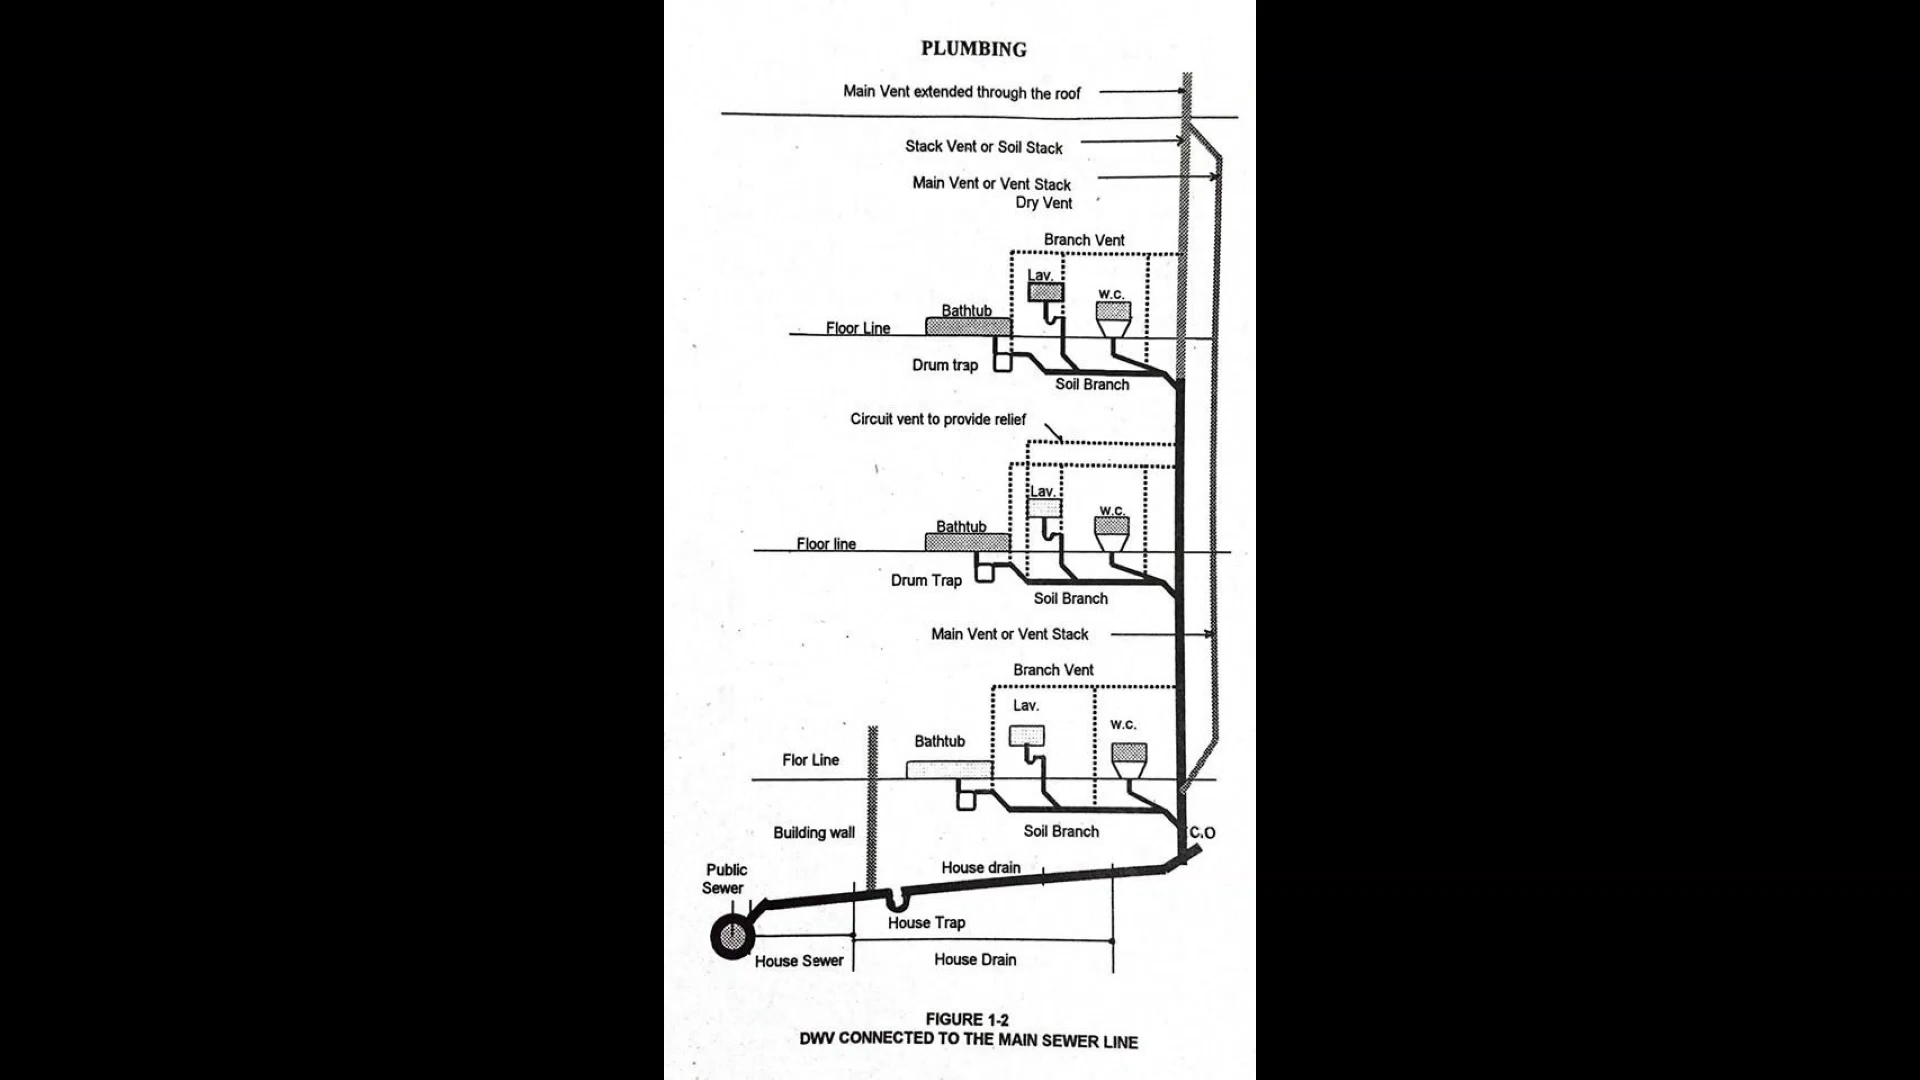 PLUMBING
Main Vent extended through the roof
Stack Vent or Soil Stack
Main Vent or Vent Stack
Dry Vent
Branch Vent
Lav.
W.C.
Bathtub
Floor Line
Drum trap
Soil Branch
Circuit vent to provide relief
Lav.
W.C.
Bathtub
Floor line
Drum Trap
Soil Branch
Main Vent or Vent Stack
Branch Vent
Lav.
W.C.
Bathtub
Flor Line
Building wall
Soil Branch
C.O
House drain
Public
Sewer
House Trap
House Sewer
House Drain
FIGURE 1-2
DWV CONNECTED TO THE MAIN SEWER LINE